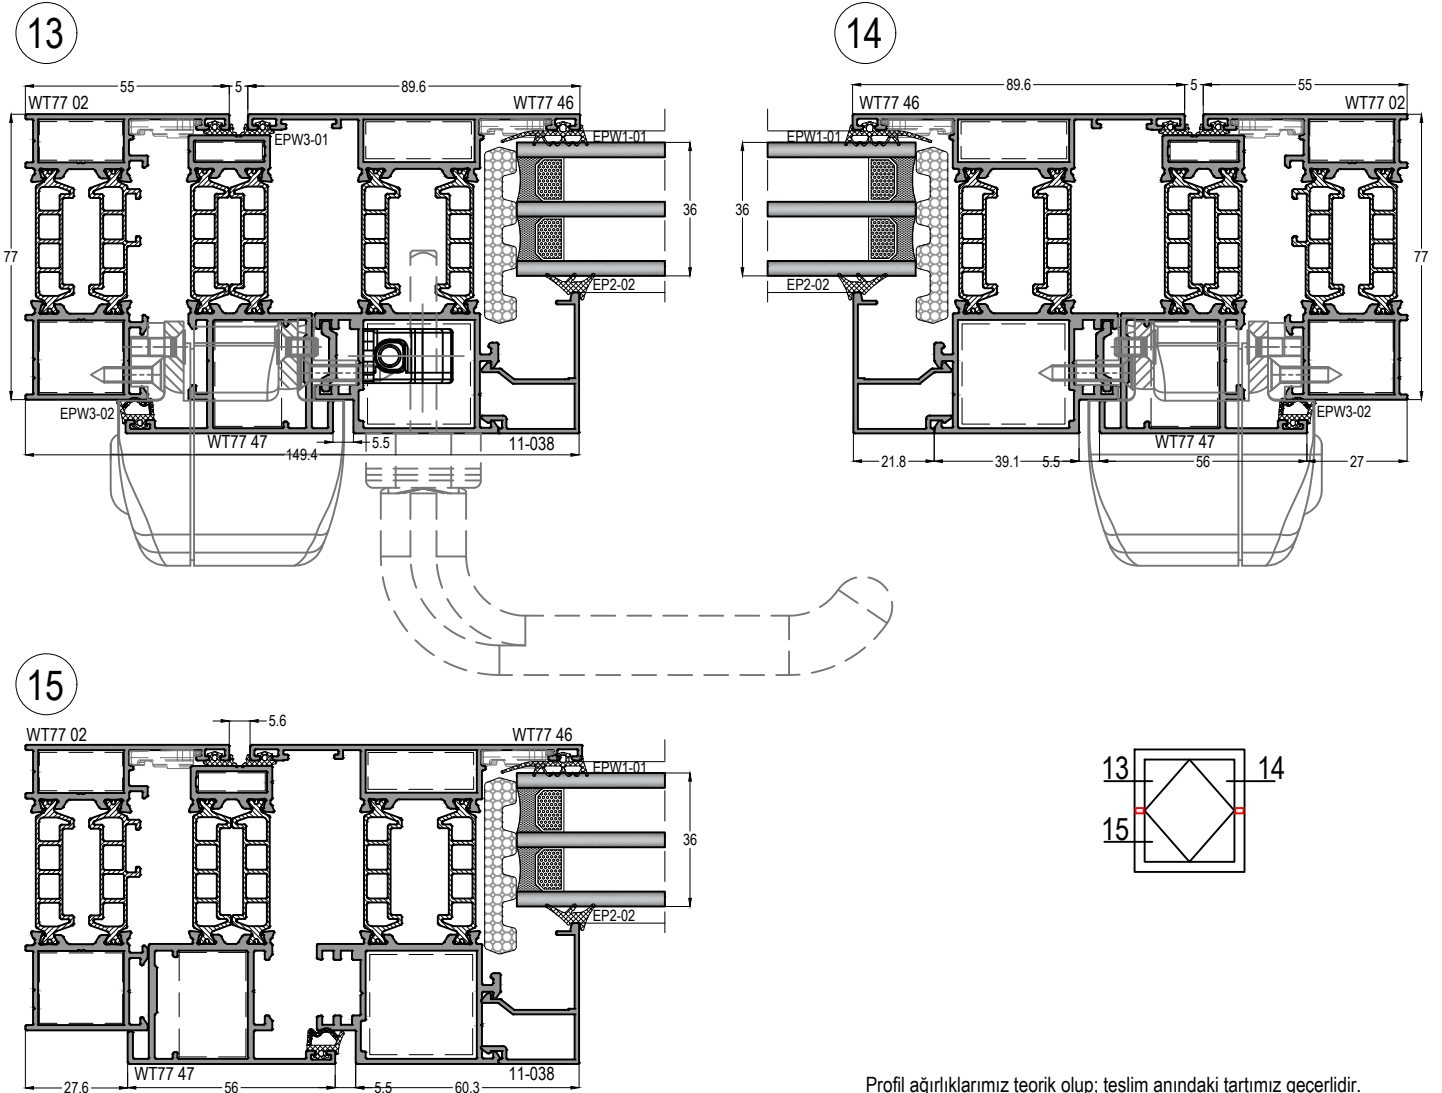 13
14
55
5
89.6
WT77 02
WT77 46
EPW3-01
EPW1-01
36
77
EP2-02
EPW3-02
WT77 47
5.5
11-038
149.4
89.6
5
55
WT77 46
WT77 02
EPW1-01
36
77
EP2-02
EPW3-02
WT77 47
21.8
39.1
5.5
56
27
15
5.6
WT77 02
WT77 46
EPW1-01
36
EP2-02
WT77 47
11-038
27.6
56
5.5
60.3
13
14
15
Profil ağırlıklarımız teorik olup; teslim anındaki tartımız geçerlidir.